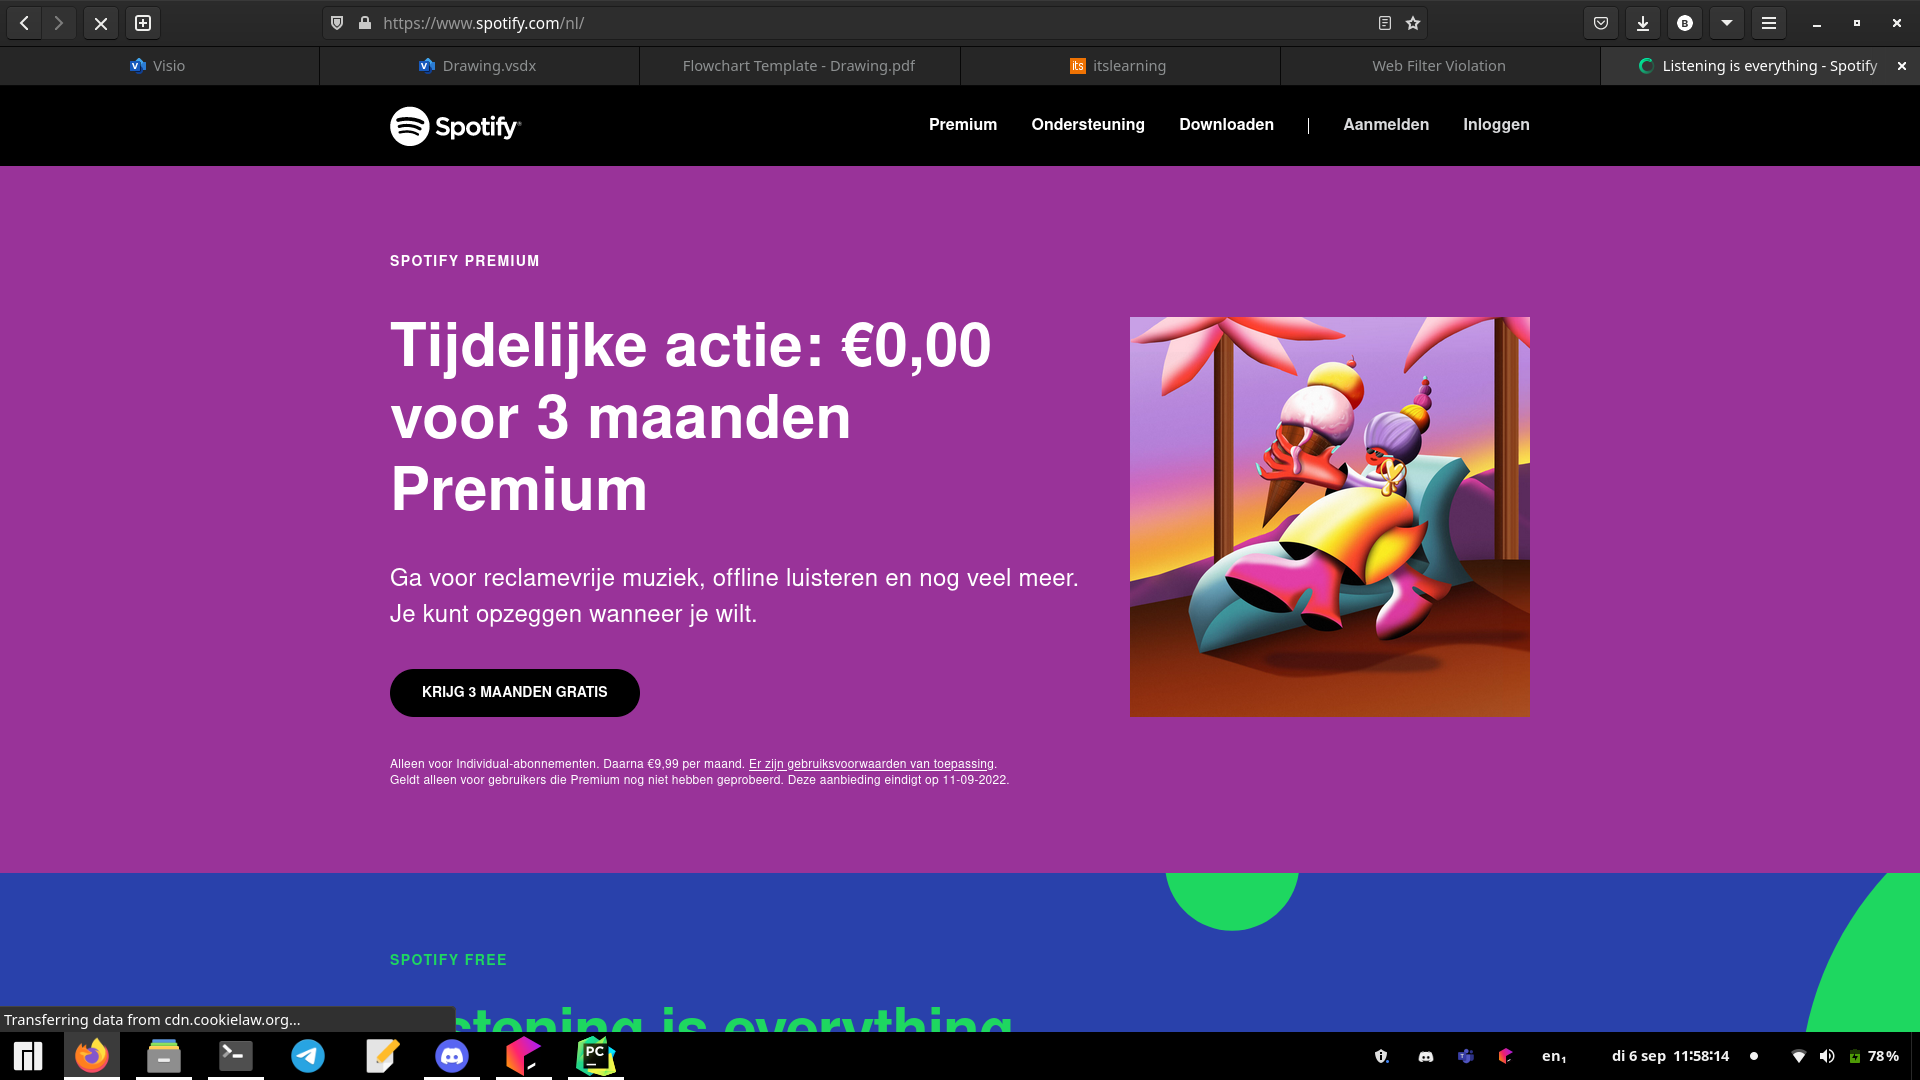 https://www.spotify.com/nl/
B
Visio
Drawing.vsdx
Flowchart Template - Drawing.pdf
its
itslearning
Web Filter Violation
Listening is everything - Spotify
Spotify®
Premium
Ondersteuning
Downloaden
Aanmelden
Inloggen
SPOTIFY PREMIUM
Tijdelijke actie: €0,00
voor 3 maanden
Premium
Ga voor reclamevrije muziek, offline luisteren en nog veel meer.
Je kunt opzeggen wanneer je wilt.
KRIJG 3 MAANDEN GRATIS
Alleen voor Individual-abonnementen. Daarna €9,99 per maand. Er zijn gebruiksvoorwaarden van toepassing.
Geldt alleen voor gebruikers die Premium nog niet hebben geprobeerd. Deze aanbieding eindigt op 11-09-2022.
SPOTIFY FREE
stening is everything
Transferring data from cdn.cookielaw.org...
PC
en₁
di 6 sep 11:58:14
78%